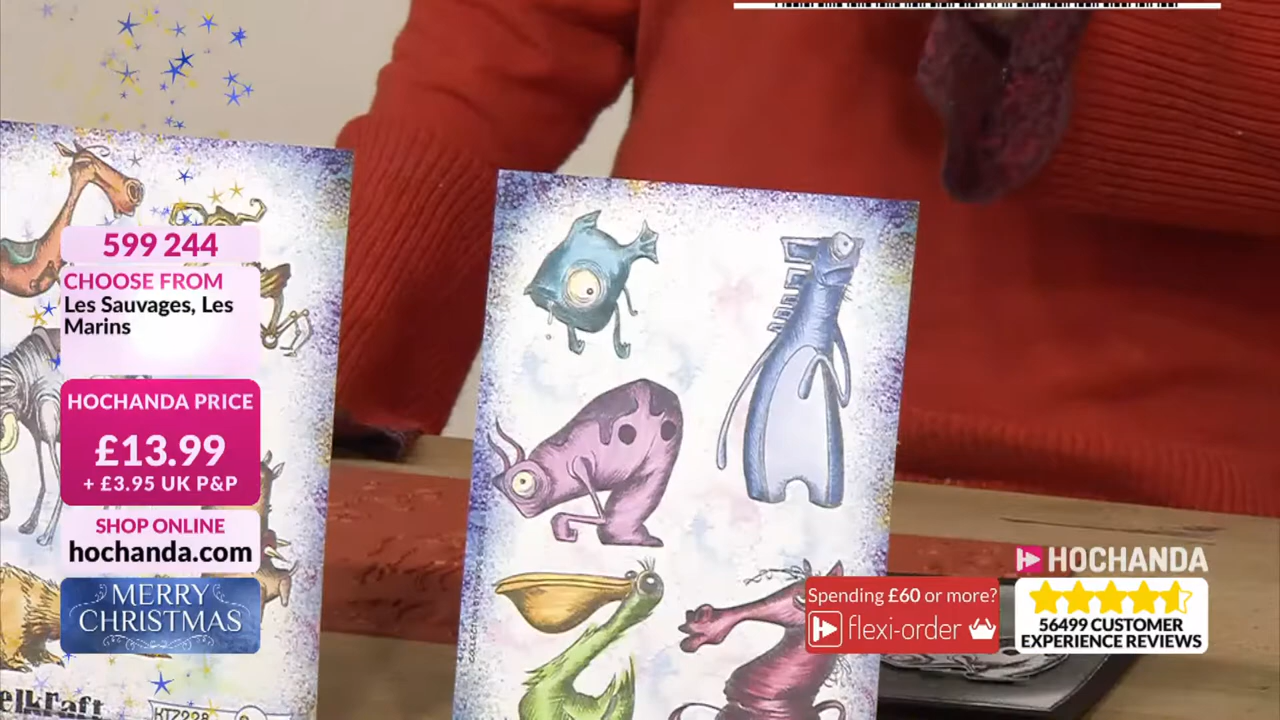 599 244
CHOOSE FROM
Les Sauvages, Les
Marins
HOCHANDA PRICE
£13.99
+ £3.95 UK P&P
SHOP ONLINE
hochanda.com
MERRY
CHRISTMAS
elkraft
KTZ228
HOCHANDA
Spending £60 or more?
flexi-order
56499 CUSTOMER
EXPERIENCE REVIEWS